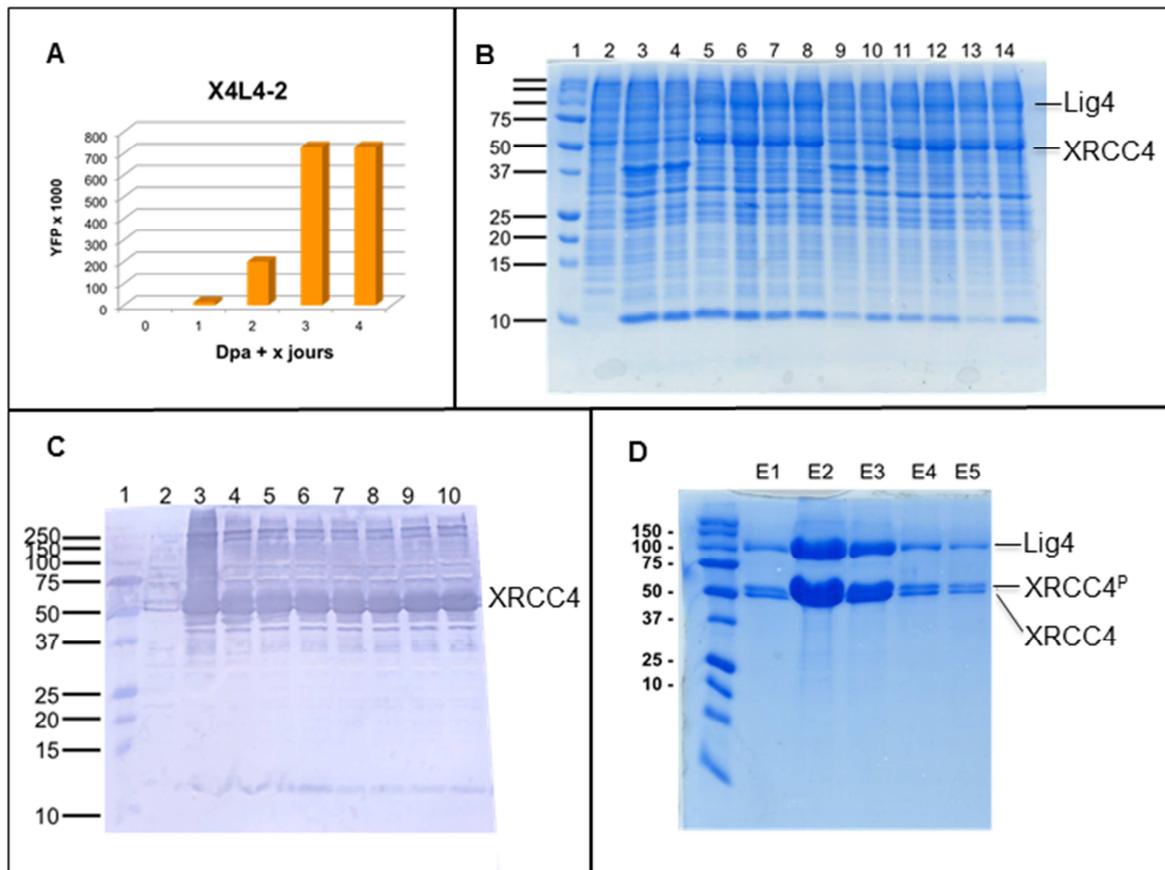 A
X4L4-2
YFP x 1000
800
700
600
500
400
300
200
100
0
0 1 2 3 4
Dpa + x jours
B
1 2 3 4 5 6 7 8 9 10 11 12 13 14
75
50
37
25
20
15
10
Lig4
XRCC4
C
1 2 3 4 5 6 7 8 9 10
250
150
100
75
50
37
25
20
15
10
XRCC4
D
E1 E2 E3 E4 E5
150 -
100 -
75 -
50 -
37 -
25 -
10 -
Lig4
XRCC4ᴾ
XRCC4